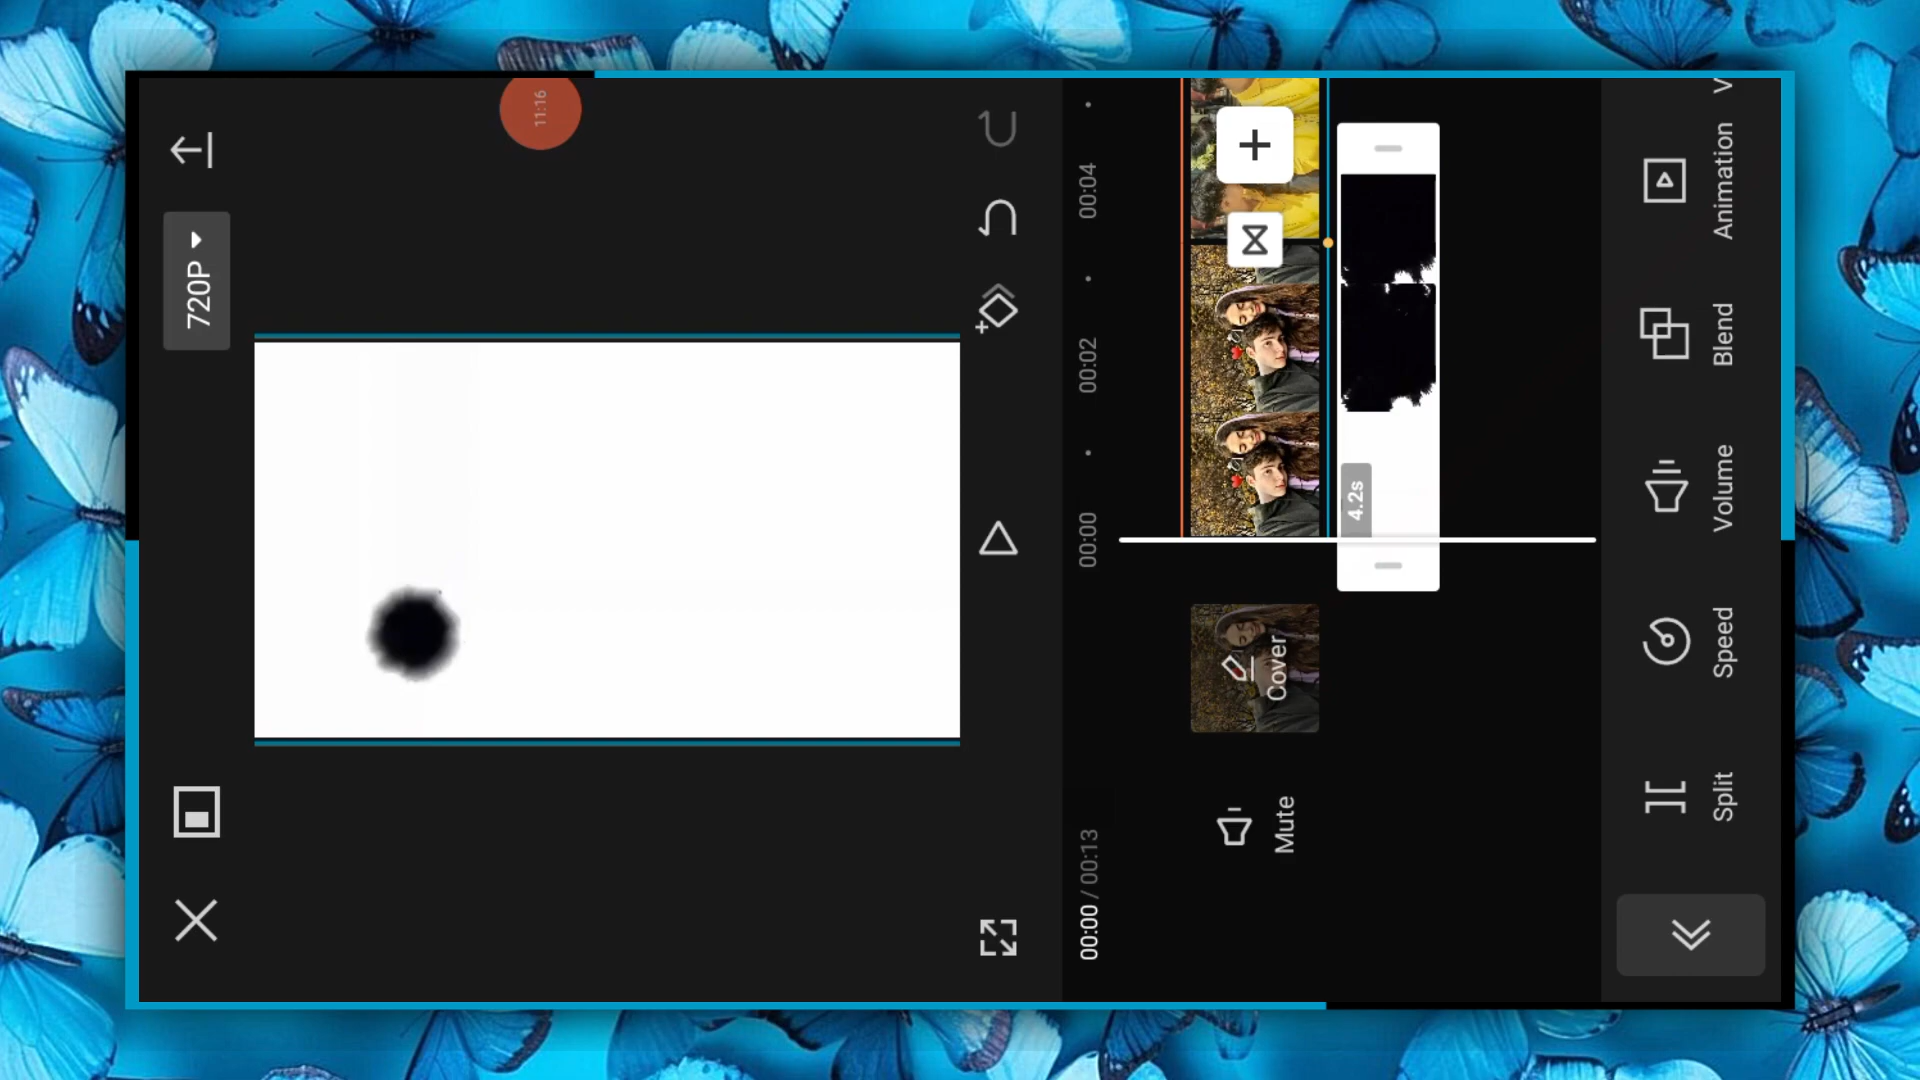 720P
11:16
00:00 / 00:13
00:00
00:02
00:04
Mute
Cover
4.2s
Split
Speed
Volume
Blend
Animation
V